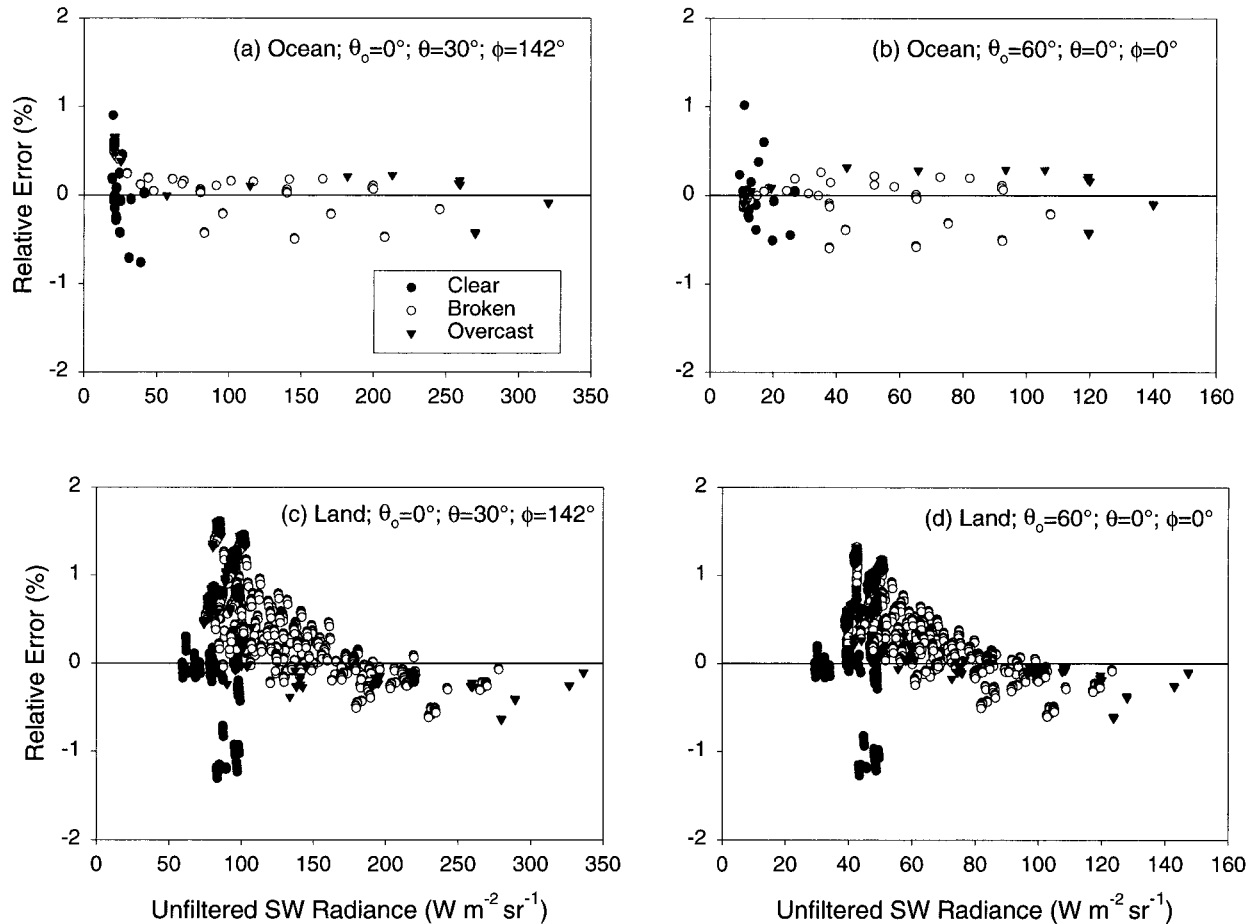 2
1
0
-1
-2
Relative Error (%)
(a) Ocean; θo=0°; θ=30°; ϕ=142°
Clear
Broken
Overcast
0 50 100 150 200 250 300 350
2
1
0
-1
-2
(b) Ocean; θo=60°; θ=0°; ϕ=0°
0 20 40 60 80 100 120 140 160
2
1
0
-1
-2
Relative Error (%)
(c) Land; θo=0°; θ=30°; ϕ=142°
0 50 100 150 200 250 300 350
Unfiltered SW Radiance (W m-2 sr-1)
2
1
0
-1
-2
(d) Land; θo=60°; θ=0°; ϕ=0°
0 20 40 60 80 100 120 140 160
Unfiltered SW Radiance (W m-2 sr-1)